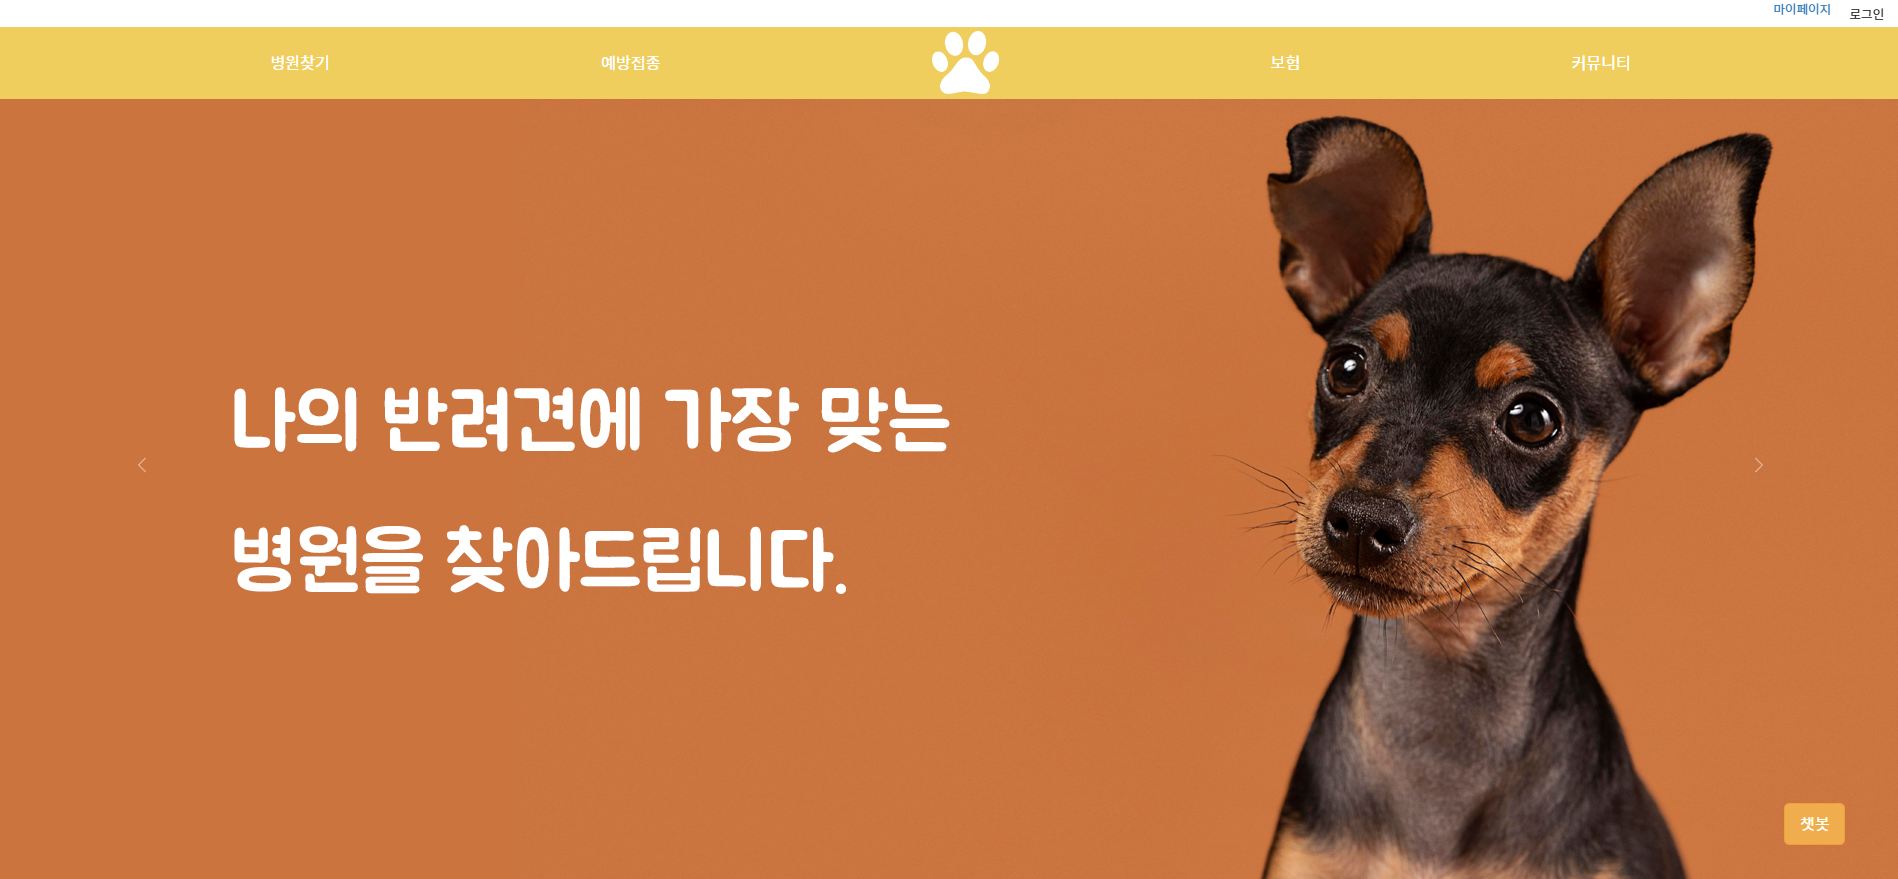 마이페이지 로그인
병원찾기 예방접종 보험 커뮤니티
나의 반려견에 가장 맞는
병원을 찾아드립니다.
챗봇